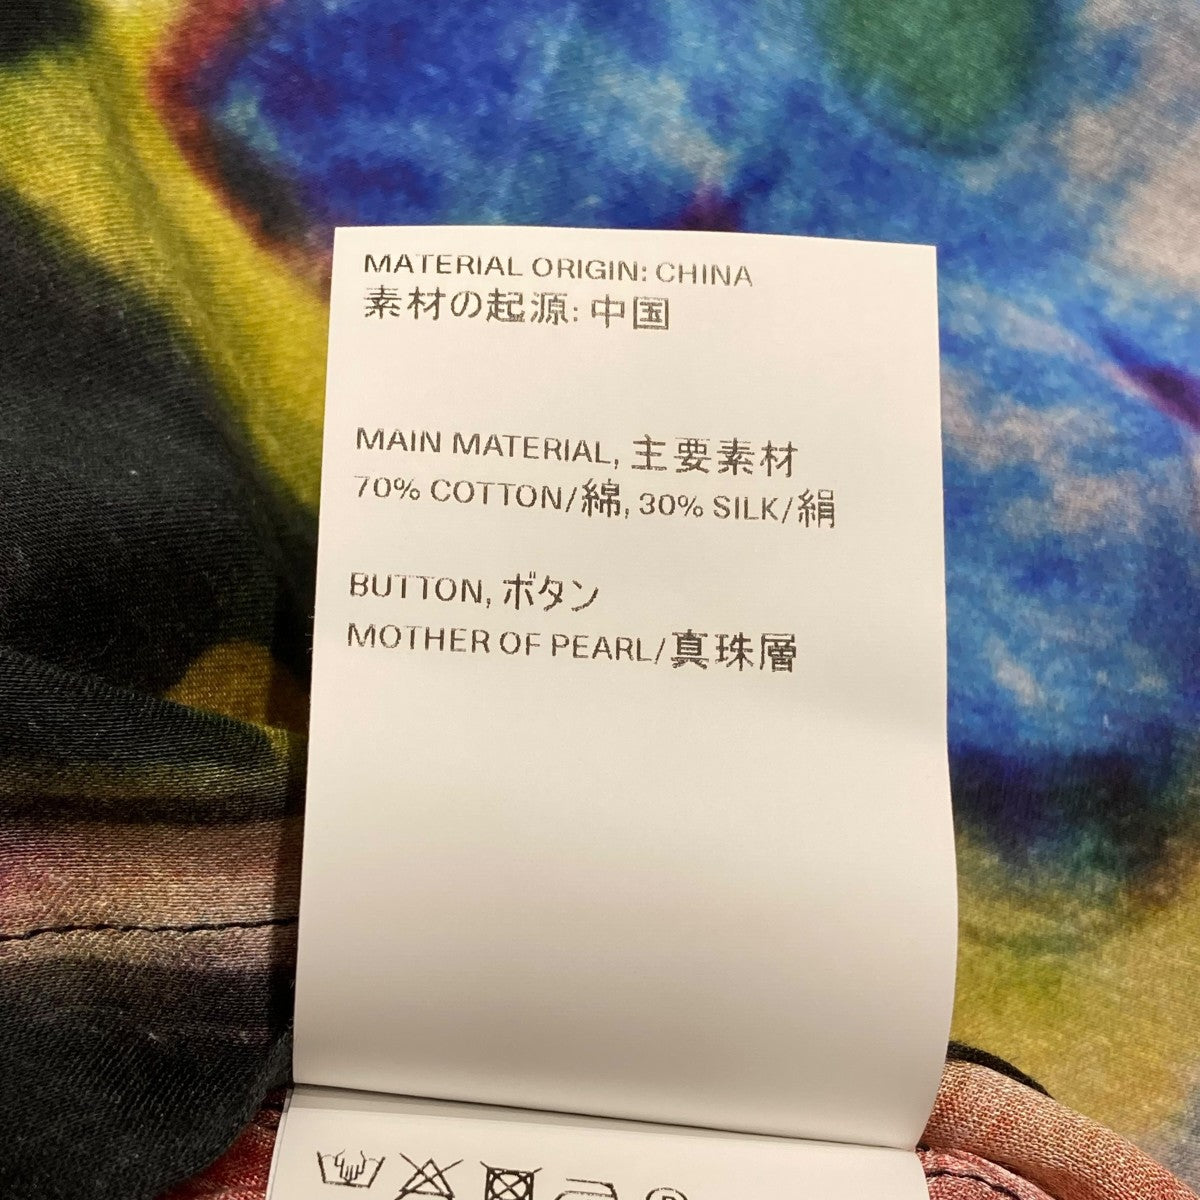 MATERIAL ORIGIN: CHINA
素材の起源: 中国
MAIN MATERIAL, 主要素材
70% COTTON/綿, 30% SILK/絹
BUTTON, ボタン
MOTHER OF PEARL/真珠層
P